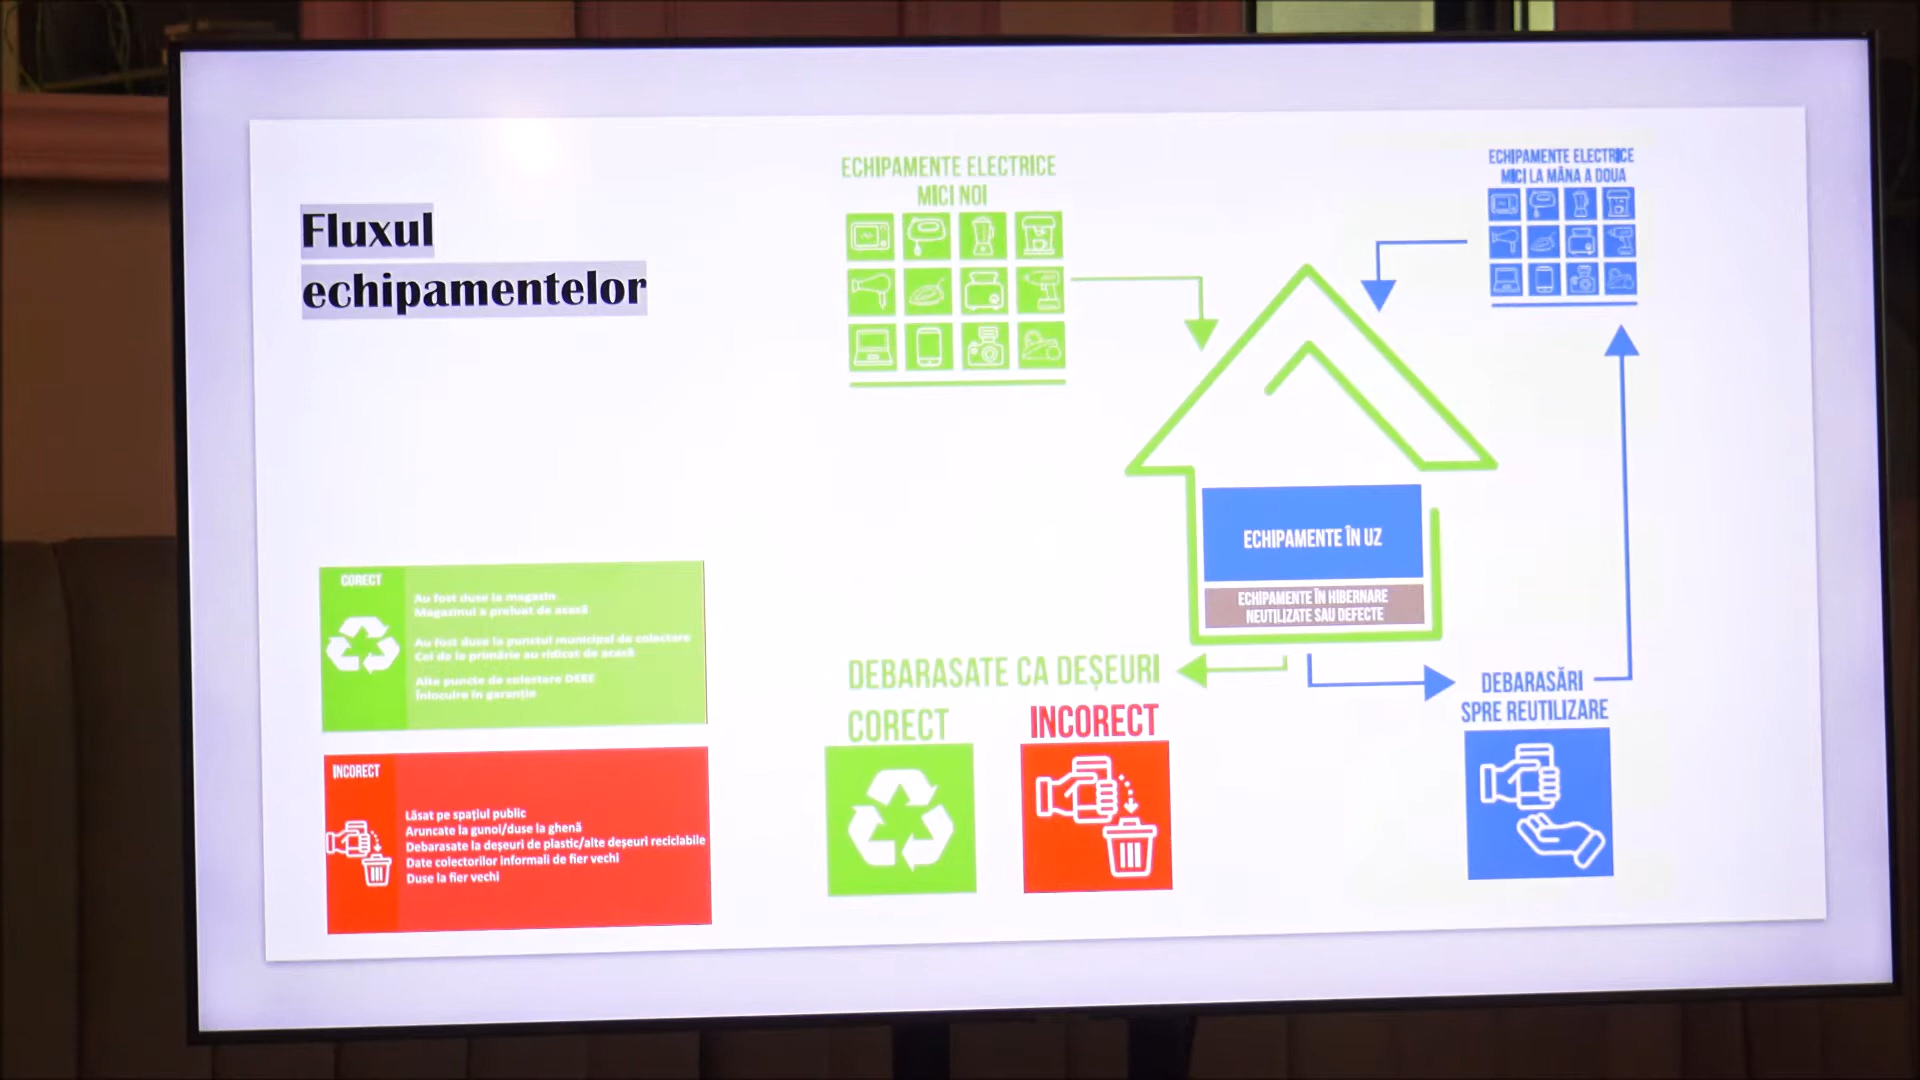 Fluxul
echipamentelor
ECHIPAMENTE ELECTRICE
MICI NOI
ECHIPAMENTE ELECTRICE
MICI LA MÂNA A DOUA
ECHIPAMENTE ÎN UZ
ECHIPAMENTE ÎN HIBERNARE
NEUTILIZATE SAU DEFECTE
CORECT
Au fost duse la magazin
Magazinul a preluat de acasă
Au fost duse la punctul municipal de colectare
Cei de la primărie au ridicat de acasă
Alte puncte de colectare DEEE
Înlocuire în garanție
INCORECT
Lăsat pe spațiul public
Aruncate la gunoi/duse la ghenă
Debarasate la deșeuri de plastic/alte deșeuri reciclabile
Date colectorilor informali de fier vechi
Duse la fier vechi
DEBARASATE CA DEȘEURI
CORECT
INCORECT
DEBARASĂRI
SPRE REUTILIZARE